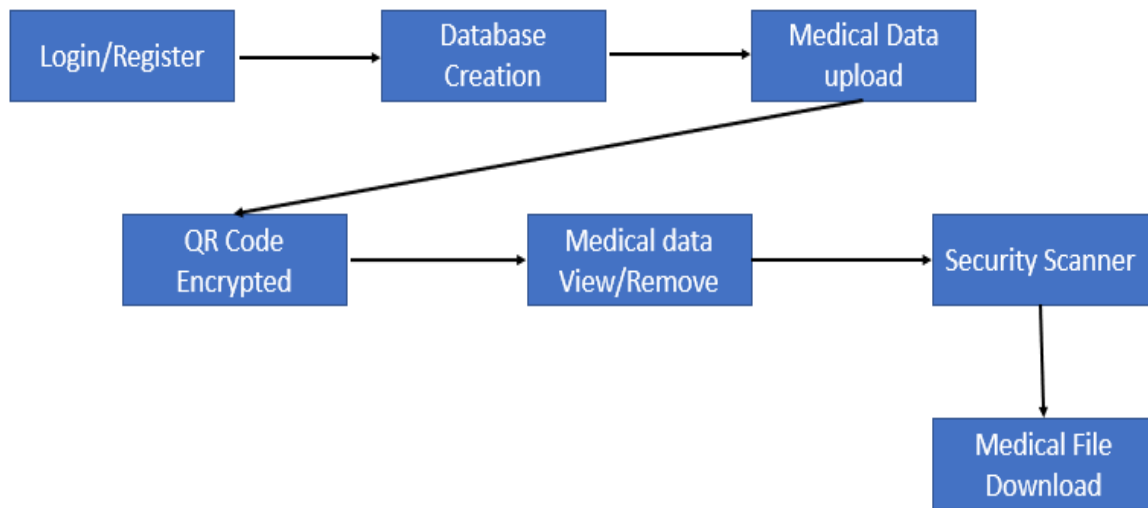 Login/Register
Database
Creation
Medical Data
upload
QR Code
Encrypted
Medical data
View/Remove
Security Scanner
Medical File
Download